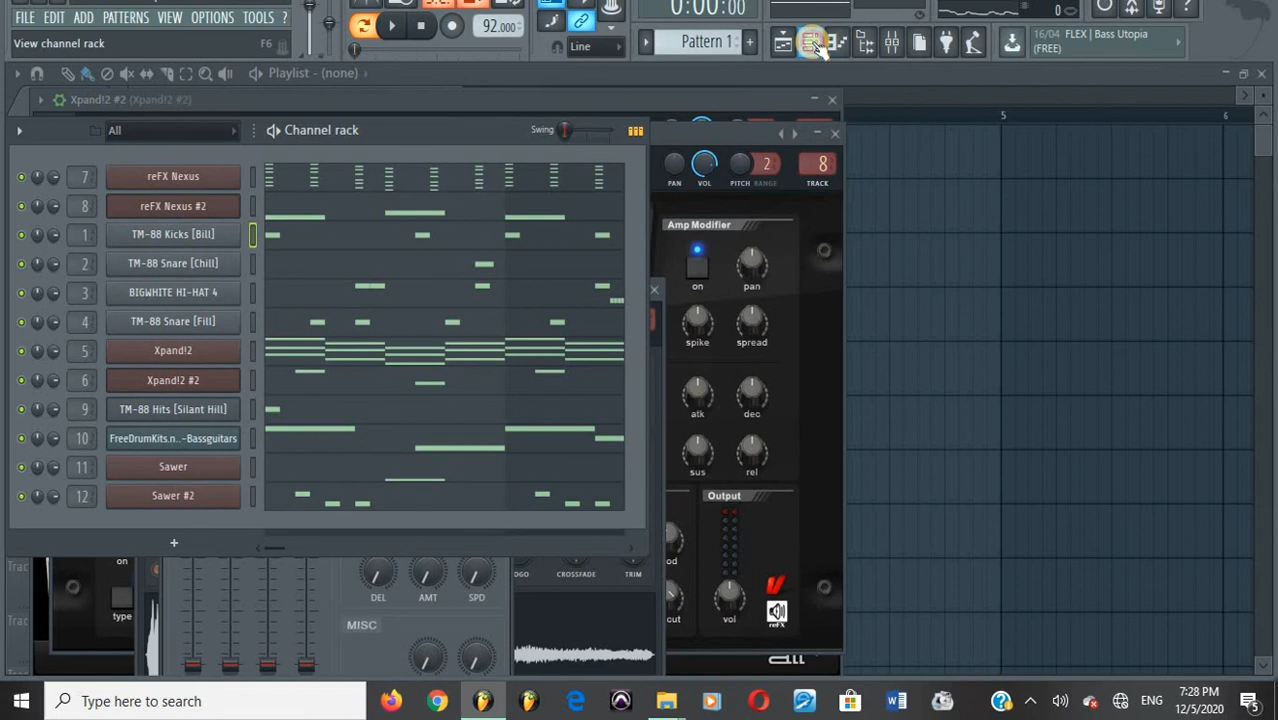 0:00:00
0
?
FILE EDIT ADD PATTERNS VIEW OPTIONS TOOLS ?
92.000
View channel rack F6
Line
Pattern 1
+
16/04 FLEX | Bass Utopia
(FREE)
Playlist - (none)
Xpand!2 #2 (Xpand!2 #2)
5
6
All
Channel rack
Swing
7 reFX Nexus
8 reFX Nexus #2
1 TM-88 Kicks [Bill]
2 TM-88 Snare [Chill]
3 BIGWHITE HI-HAT 4
4 TM-88 Snare [Fill]
5 Xpand!2
6 Xpand!2 #2
9 TM-88 Hits [Silant Hill]
10 FreeDrumKits.n..-Bassguitars
11 Sawer
12 Sawer #2
+
2
8
PAN VOL PITCH RANGE TRACK
Amp Modifier
on pan
spike spread
atk dec
sus rel
Output
vol
reFX
on
type
Trac
Trac
Trac
DEL AMT SPD
CROSSFADE TRIM
MISC
Type here to search
ENG
7:28 PM
12/5/2020
5